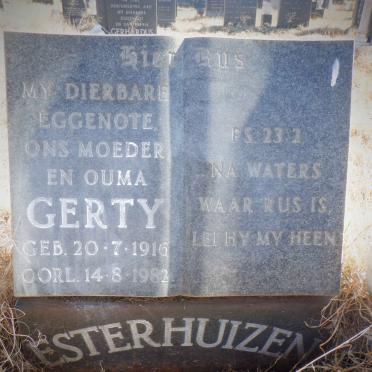 GERHARDUS
Hier Rus
MY DIERBARE
EGGENOTE,
ONS MOEDER
EN OUMA
GERTY
GEB. 20·7·1916
OORL. 14·8·1982
PS. 23:2
..NA WATERS
WAAR RUS IS,
LEI HY MY HEEN
ESTERHUIZEN